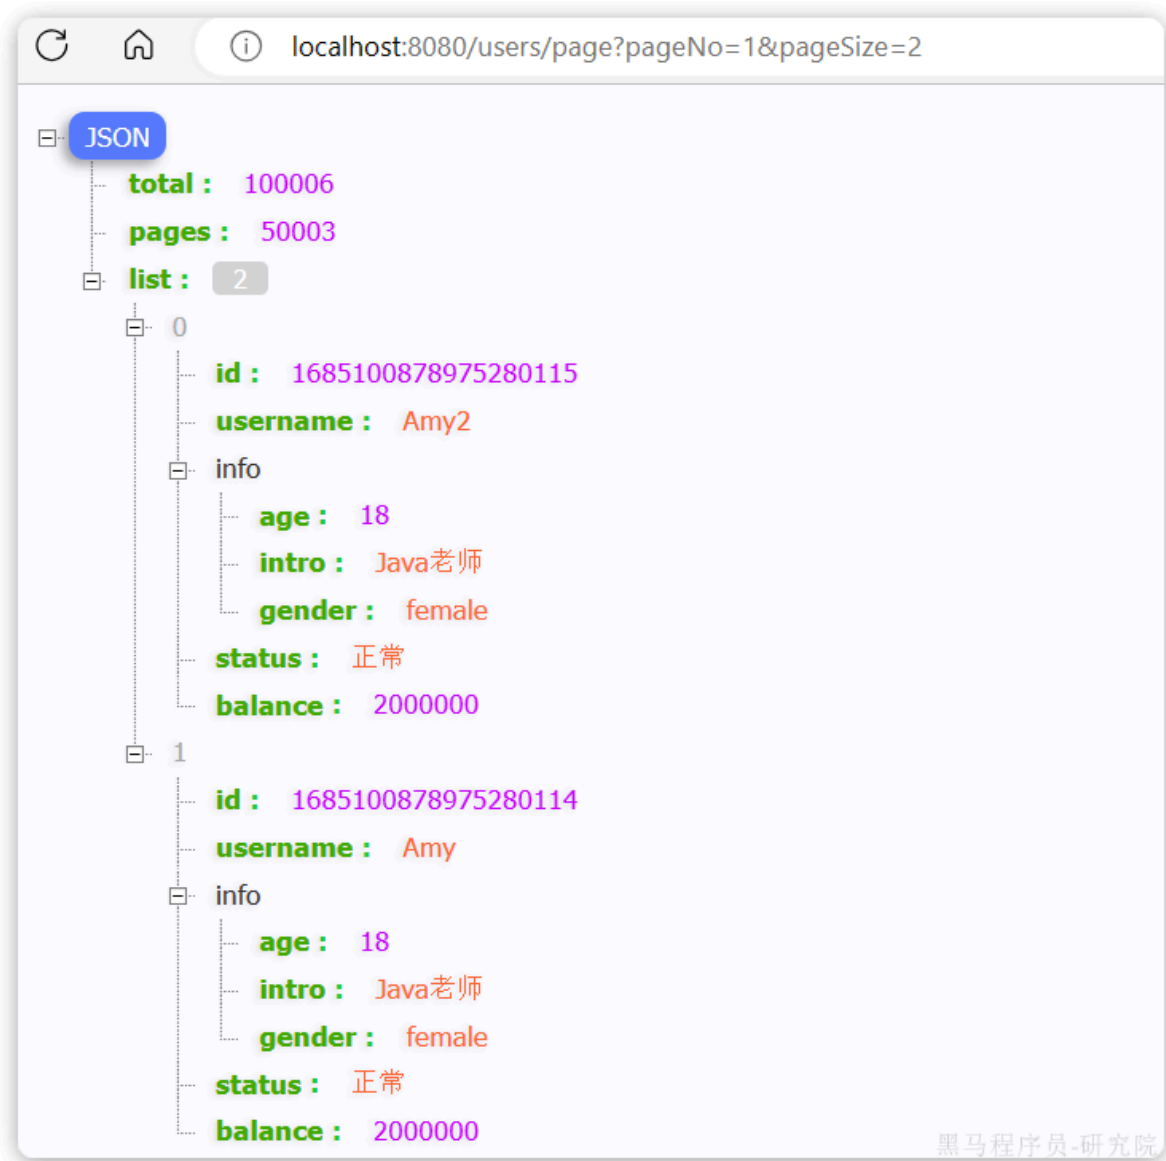 localhost:8080/users/page?pageNo=1&pageSize=2
JSON
total : 100006
pages : 50003
list : 2
0
id : 1685100878975280115
username : Amy2
info
age : 18
intro : Java老师
gender : female
status : 正常
balance : 2000000
1
id : 1685100878975280114
username : Amy
info
age : 18
intro : Java老师
gender : female
status : 正常
balance : 2000000
黑马程序员-研究院